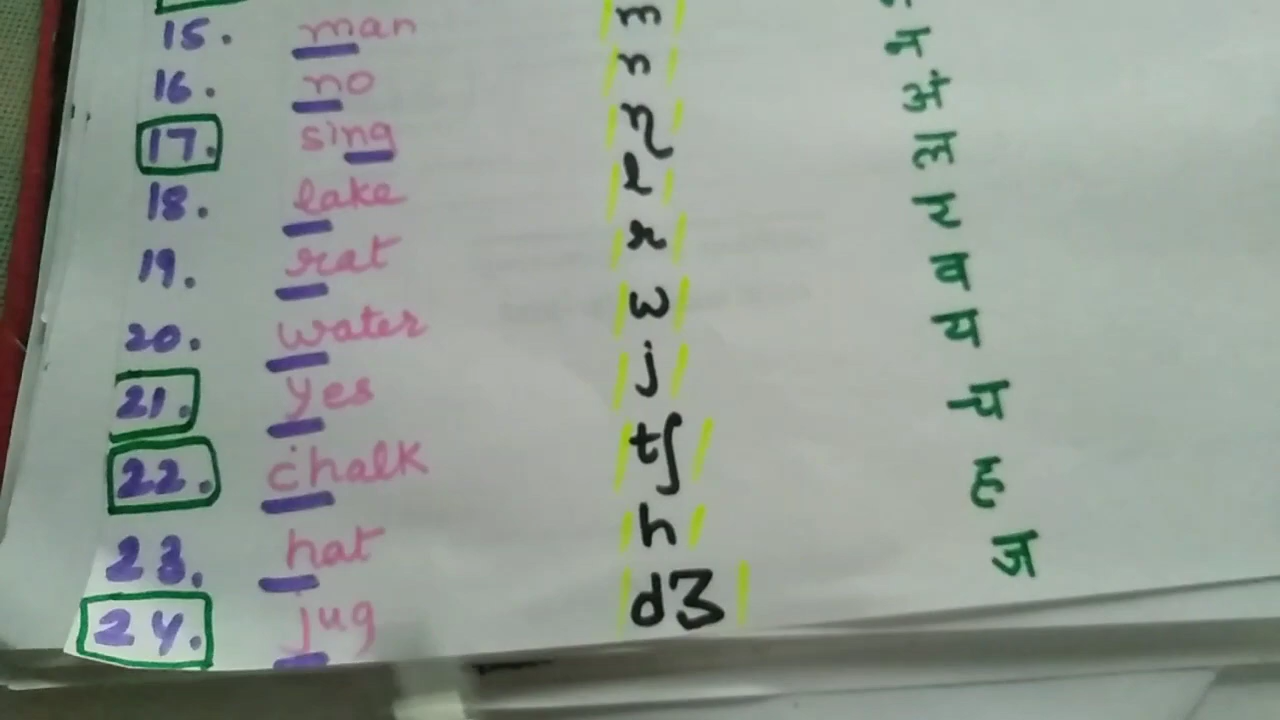 15. man /m/
16. no /n/ न
17. sing /ŋ/ अं
18. lake /l/ ल
19. rat /r/ र
20. water /w/ व
21. yes /j/ य
22. chalk /tʃ/ च
23. hat /h/ ह
24. jug /dʒ/ ज